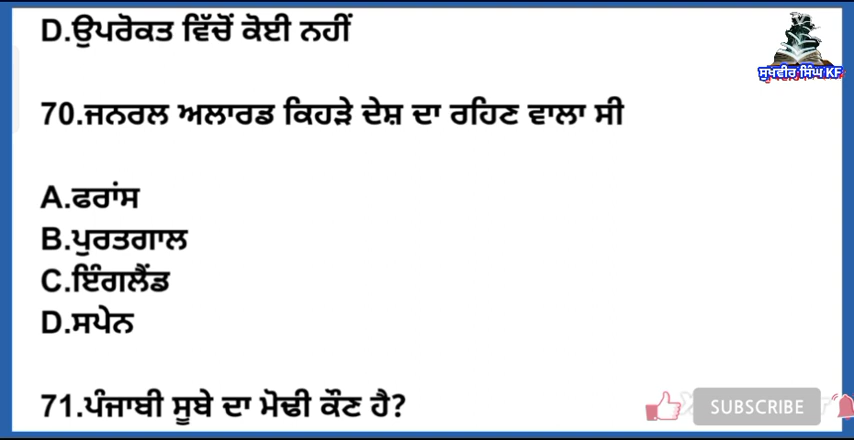 D.ਉਪਰੋਕਤ ਵਿੱਚੋਂ ਕੋਈ ਨਹੀਂ
ਸੁਖਵੀਰ ਸਿੰਘ KF
70.ਜਨਰਲ ਅਲਾਰਡ ਕਿਹੜੇ ਦੇਸ਼ ਦਾ ਰਹਿਣ ਵਾਲਾ ਸੀ
A.ਫਰਾਂਸ
B.ਪੁਰਤਗਾਲ
C.ਇੰਗਲੈਂਡ
D.ਸਪੇਨ
71.ਪੰਜਾਬੀ ਸੂਬੇ ਦਾ ਮੋਢੀ ਕੌਣ ਹੈ?
SUBSCRIBE